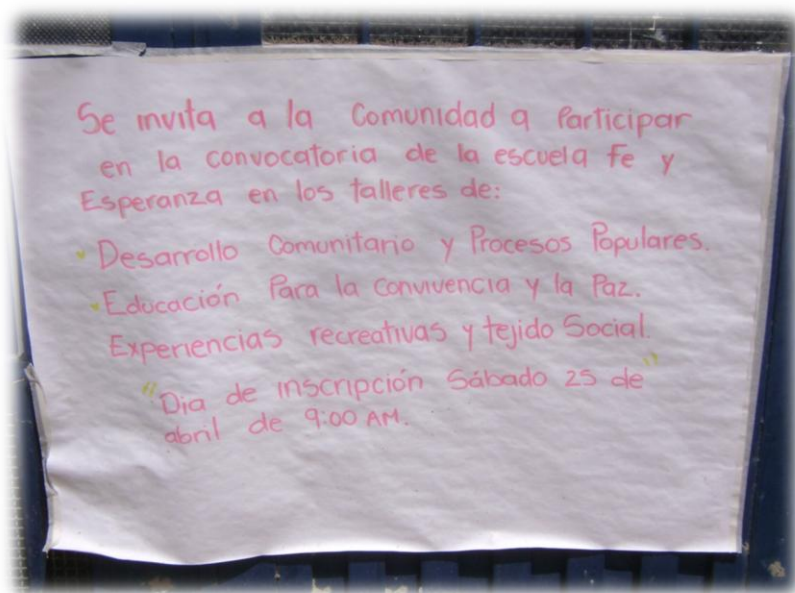 Se invita a la Comunidad a Participar
en la convocatoria de la escuela Fe y
Esperanza en los talleres de:
Desarrollo Comunitario y Procesos Populares.
Educación Para la convivencia y la Paz.
Experiencias recreativas y tejido Social.
"Dia de inscripción Sábado 25 de"
abril de 9:00 AM.